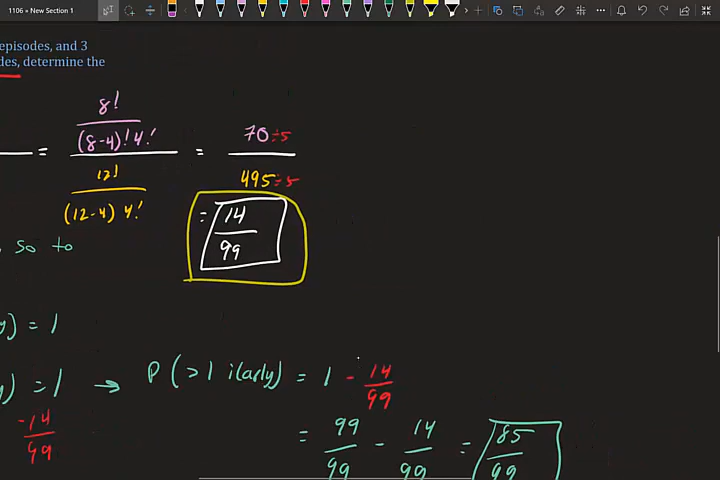 1106 » New Section 1
episodes, and 3
des, determine the
8!
(8-4)! 4!
12!
(12-4) 4!
= = 70 ÷5
495 ÷5
= 14
99
, so to
y) = 1
y) = 1 → P ( > 1 = 1 - 14
99
-14
99
= 99 - 14 = 85
99 99 99